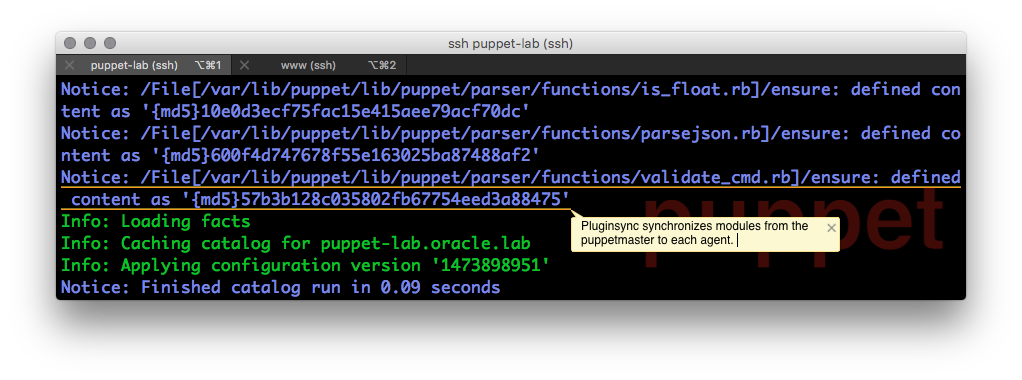 ssh puppet-lab (ssh)
puppet-lab (ssh) ⌥⌘1 www (ssh) ⌥⌘2
Notice: /File[/var/lib/puppet/lib/puppet/parser/functions/is_float.rb]/ensure: defined con
tent as '{md5}10e0d3ecf75fac15e415aee79acf70dc'
Notice: /File[/var/lib/puppet/lib/puppet/parser/functions/parsejson.rb]/ensure: defined co
ntent as '{md5}600f4d747678f55e163025ba87488af2'
Notice: /File[/var/lib/puppet/lib/puppet/parser/functions/validate_cmd.rb]/ensure: defined
content as '{md5}57b3b128c035802fb67754eed3a88475'
Info: Loading facts
Info: Caching catalog for puppet-lab.oracle.lab
Info: Applying configuration version '1473898951'
Notice: Finished catalog run in 0.09 seconds
puppet
Pluginsync synchronizes modules from the
puppetmaster to each agent.